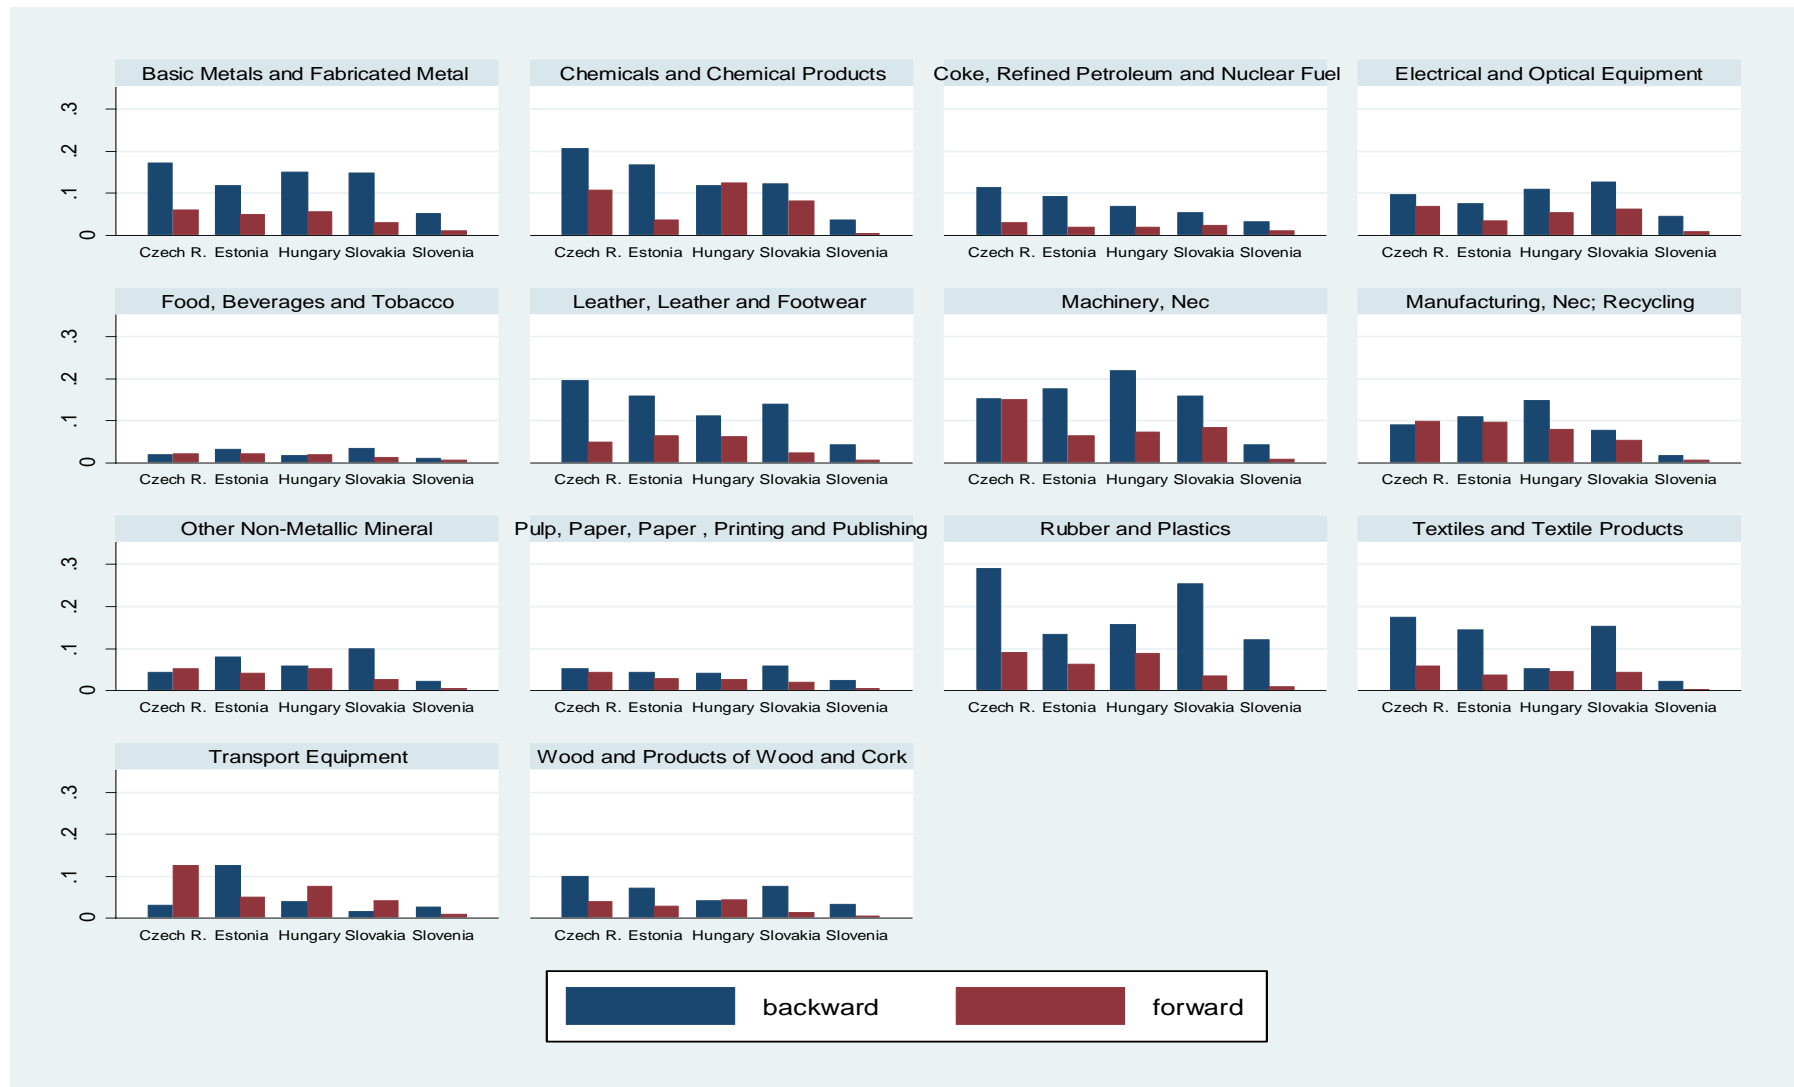 Basic Metals and Fabricated Metal
Chemicals and Chemical Products
Coke, Refined Petroleum and Nuclear Fuel
Electrical and Optical Equipment
.3
.2
.1
0
Czech R. Estonia Hungary Slovakia Slovenia
Czech R. Estonia Hungary Slovakia Slovenia
Czech R. Estonia Hungary Slovakia Slovenia
Czech R. Estonia Hungary Slovakia Slovenia
Food, Beverages and Tobacco
Leather, Leather and Footwear
Machinery, Nec
Manufacturing, Nec; Recycling
.3
.2
.1
0
Czech R. Estonia Hungary Slovakia Slovenia
Czech R. Estonia Hungary Slovakia Slovenia
Czech R. Estonia Hungary Slovakia Slovenia
Czech R. Estonia Hungary Slovakia Slovenia
Other Non-Metallic Mineral
Pulp, Paper, Paper , Printing and Publishing
Rubber and Plastics
Textiles and Textile Products
.3
.2
.1
0
Czech R. Estonia Hungary Slovakia Slovenia
Czech R. Estonia Hungary Slovakia Slovenia
Czech R. Estonia Hungary Slovakia Slovenia
Czech R. Estonia Hungary Slovakia Slovenia
Transport Equipment
Wood and Products of Wood and Cork
.3
.2
.1
0
Czech R. Estonia Hungary Slovakia Slovenia
Czech R. Estonia Hungary Slovakia Slovenia
backward
forward